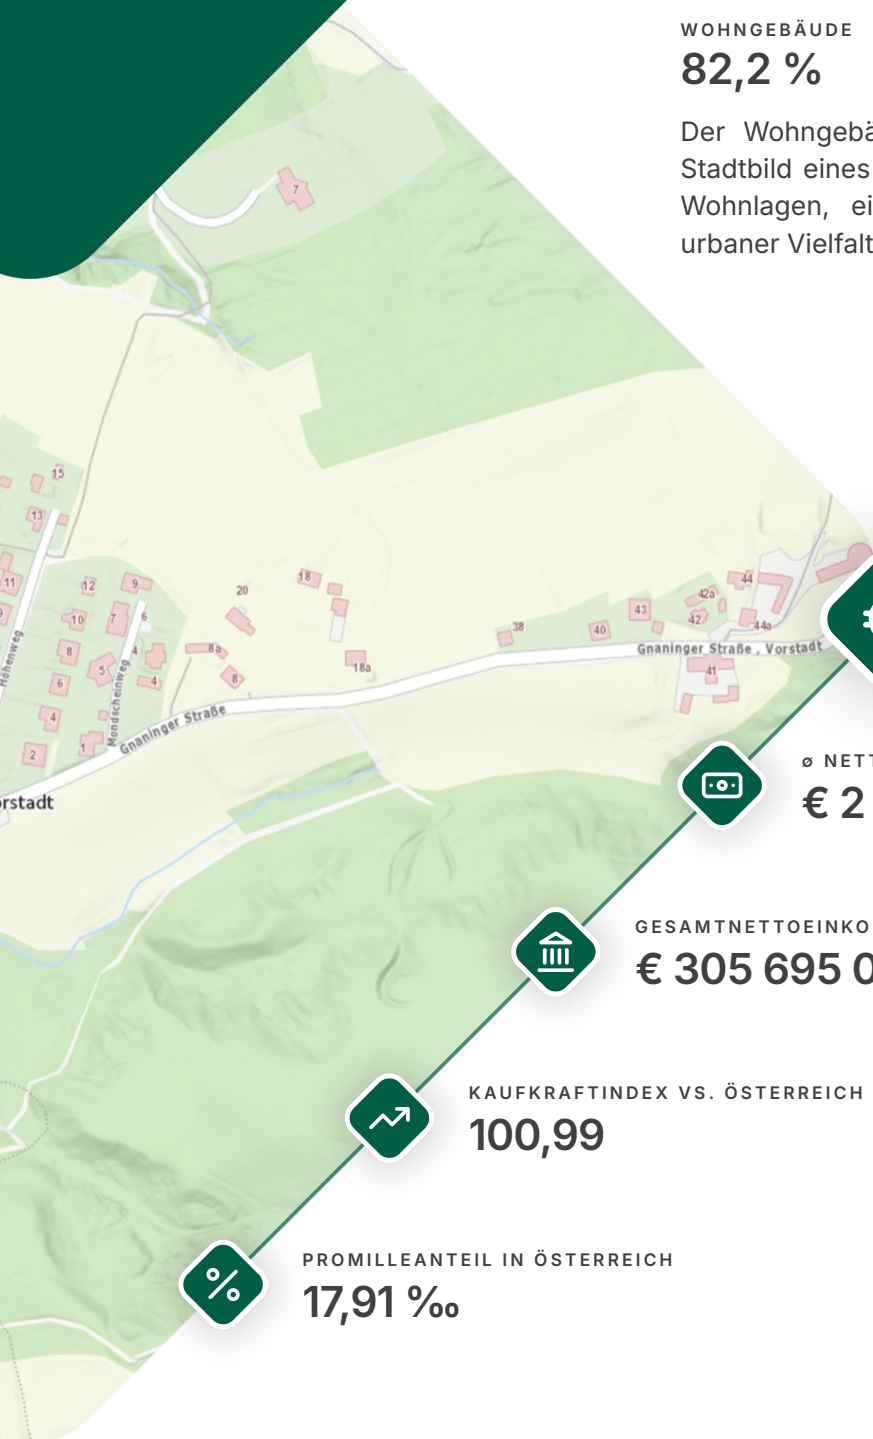 WOHNGEBÄUDE
82,2 %
Der Wohngebä
Stadtbild eines
Wohnlagen, ei
urbaner Vielfalt
7
15
13
11
9
Höhenweg
12
9
10
7
6
8
5
4
6
4
4
2
1
Mondscheinweg
20
8a
8
18
18a
38
40
43
42a
42
44
44a
41
Gnaninger Straße , Vorstadt
Gnaninger Straße
orstadt
ø NETT
€ 2
GESAMTNETTOEINKO
€ 305 695 0
KAUFKRAFTINDEX VS. ÖSTERREICH
100,99
PROMILLEANTEIL IN ÖSTERREICH
17,91 ‰